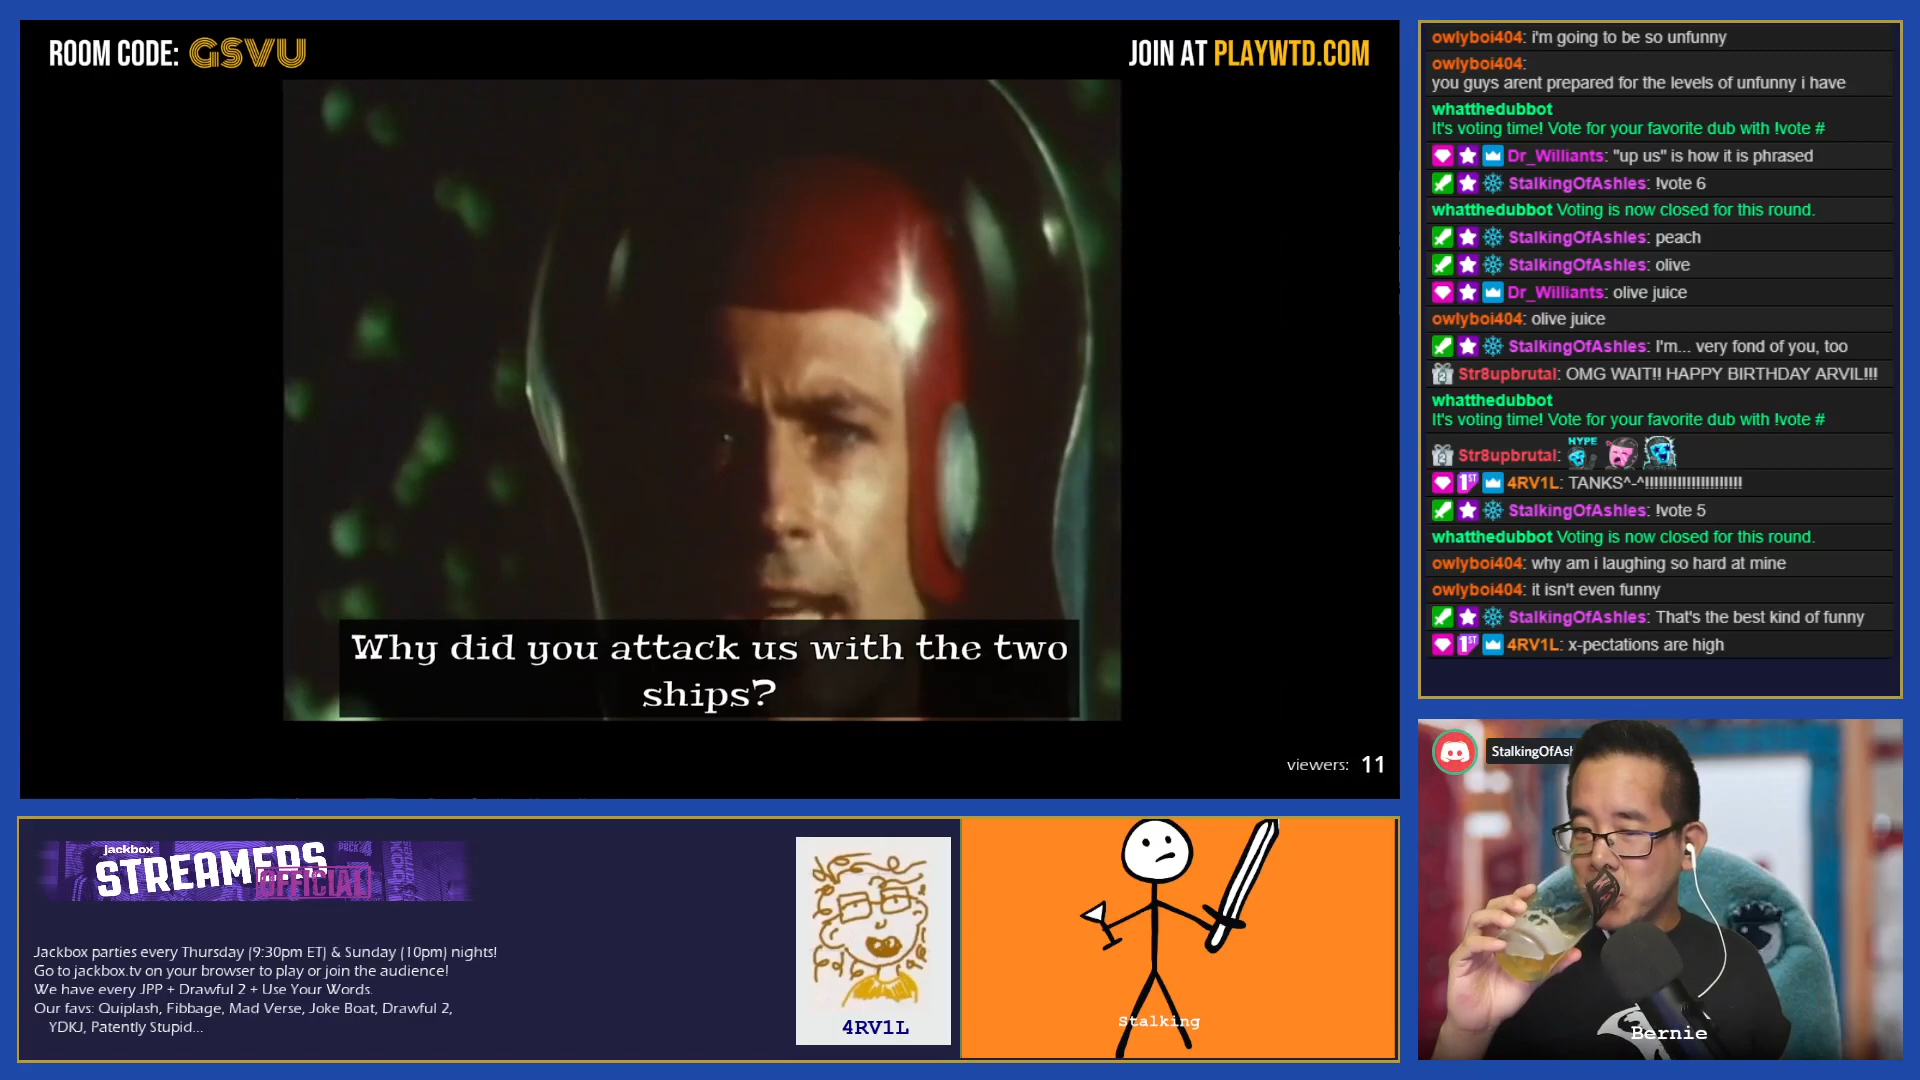 ROOM CODE: GSVU
JOIN AT PLAYWTD.COM
Why did you attack us with the two
ships?
viewers: 11
owlyboi404: i'm going to be so unfunny
owlyboi404:
you guys arent prepared for the levels of unfunny i have
whatthedubbot
It's voting time! Vote for your favorite dub with !vote #
Dr_Williants: "up us" is how it is phrased
StalkingOfAshles: !vote 6
whatthedubbot Voting is now closed for this round.
StalkingOfAshles: peach
StalkingOfAshles: olive
Dr_Williants: olive juice
owlyboi404: olive juice
StalkingOfAshles: I'm... very fond of you, too
2 Str8upbrutal: OMG WAIT!! HAPPY BIRTHDAY ARVIL!!!
whatthedubbot
It's voting time! Vote for your favorite dub with !vote #
2 Str8upbrutal: HYPE
1ST 4RV1L: TANKS^-^!!!!!!!!!!!!!!!!!!!!!
StalkingOfAshles: !vote 5
whatthedubbot Voting is now closed for this round.
owlyboi404: why am i laughing so hard at mine
owlyboi404: it isn't even funny
StalkingOfAshles: That's the best kind of funny
1ST 4RV1L: x-pectations are high
StalkingOfAsh
Bernie
jackbox
STREAMERS
OFFICIAL
Jackbox parties every Thursday (9:30pm ET) & Sunday (10pm) nights!
Go to jackbox.tv on your browser to play or join the audience!
We have every JPP + Drawful 2 + Use Your Words.
Our favs: Quiplash, Fibbage, Mad Verse, Joke Boat, Drawful 2,
YDKJ, Patently Stupid...
4RV1L
Stalking